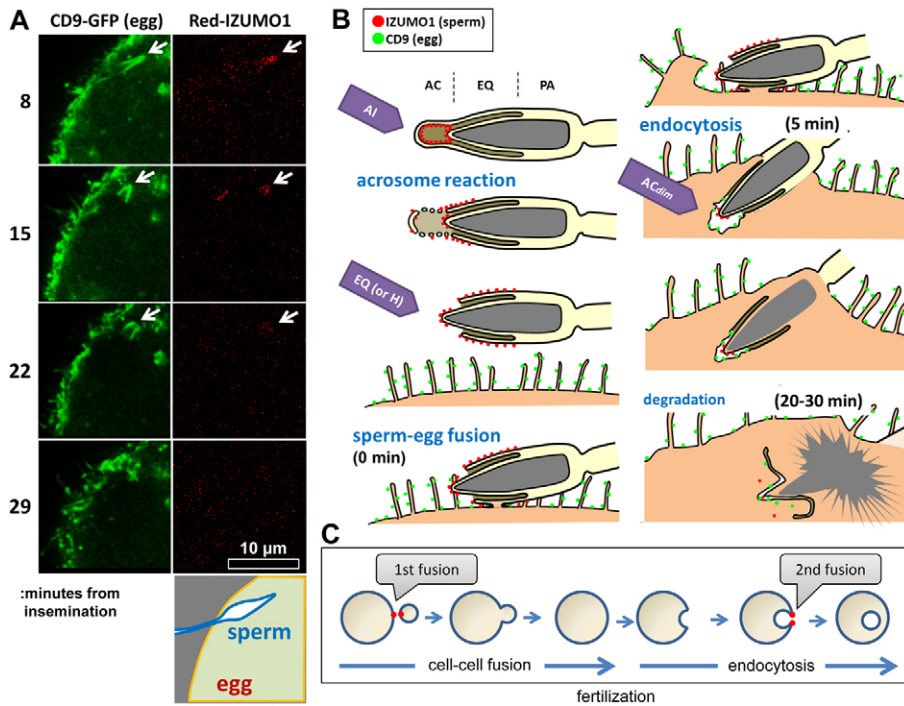 A
CD9-GFP (egg)
Red-IZUMO1
8
15
22
29
10 µm
:minutes from
insemination
sperm
egg
B
IZUMO1 (sperm)
CD9 (egg)
AC
EQ
PA
AI
acrosome reaction
EQ (or H)
sperm-egg fusion
(0 min)
endocytosis
(5 min)
ACdim
degradation
(20-30 min)
C
1st fusion
2nd fusion
cell-cell fusion
endocytosis
fertilization